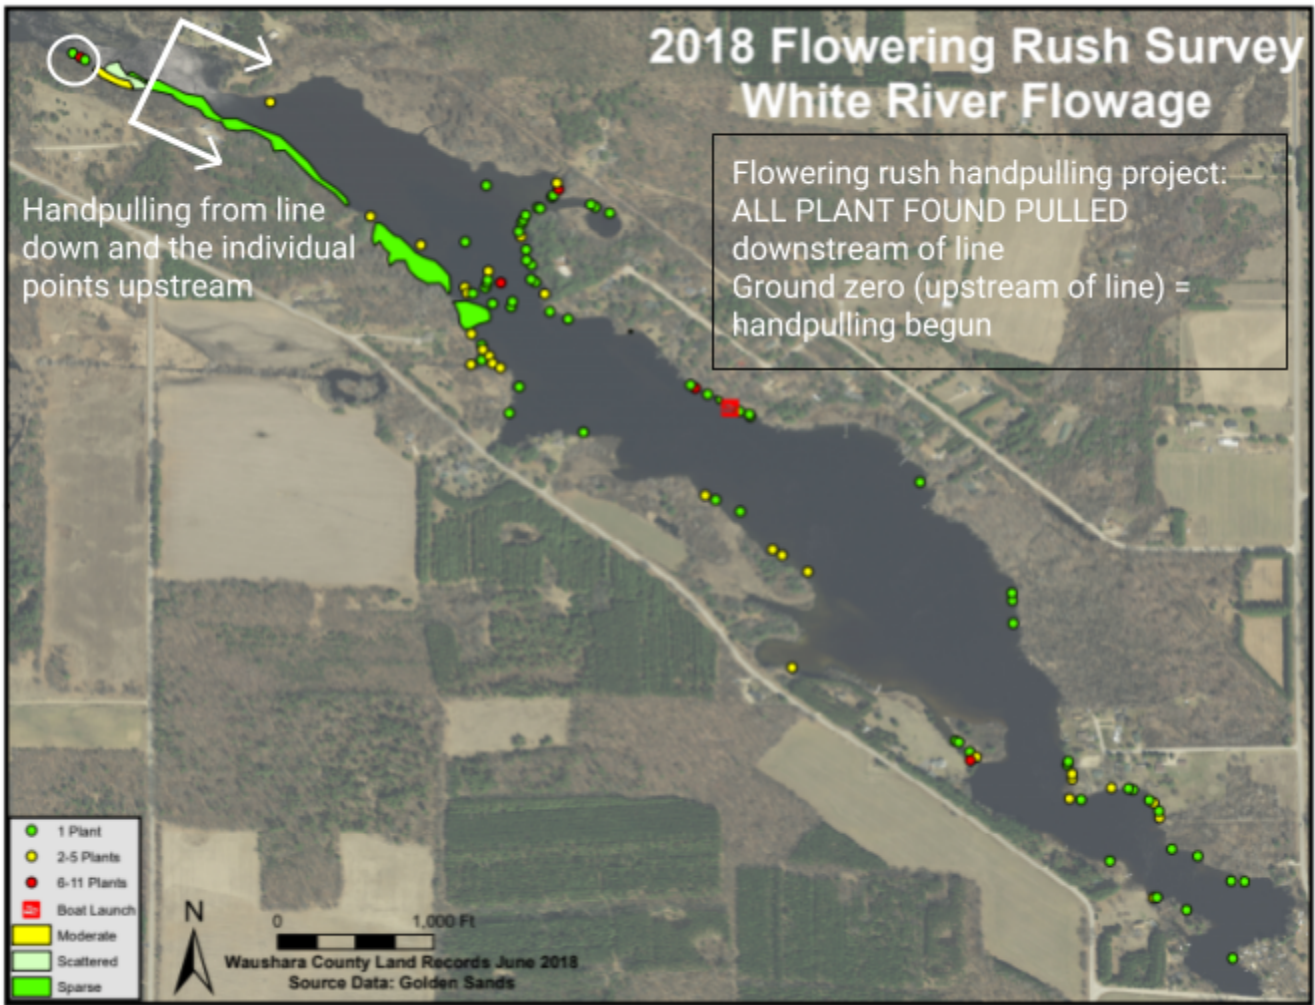 2018 Flowering Rush Survey
White River Flowage
Flowering rush handpulling project:
ALL PLANT FOUND PULLED
downstream of line
Ground zero (upstream of line) =
handpulling begun
Handpulling from line
down and the individual
points upstream
1 Plant
2-5 Plants
6-11 Plants
Boat Launch
Moderate
Scattered
Sparse
N
0 1,000 Ft
Waushara County Land Records June 2018
Source Data: Golden Sands